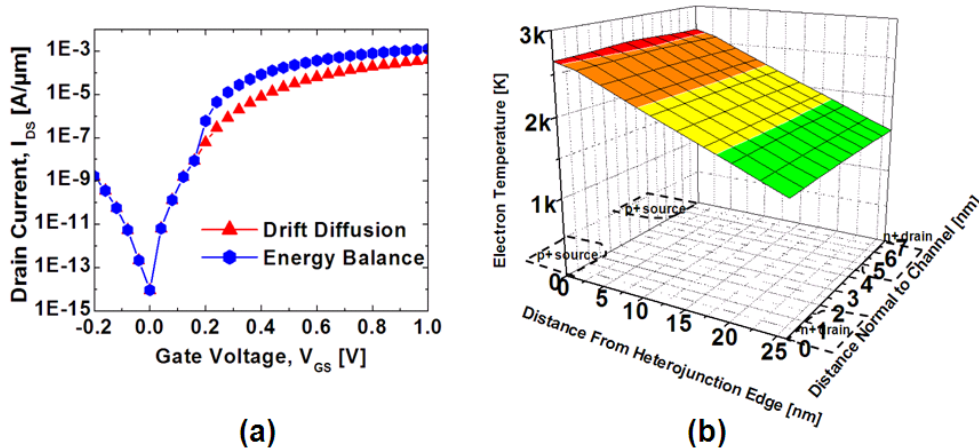 Drain Current, I_DS [A/µm]
1E-3
1E-5
1E-7
1E-9
1E-11
1E-13
1E-15
Drift Diffusion
Energy Balance
-0.2 0.0 0.2 0.4 0.6 0.8 1.0
Gate Voltage, V_GS [V]
(a)
Electron Temperature [K]
3k
2k
1k
0
p+ source
p+ source
n+ drain
n+ drain
0 5 10 15 20 25
Distance From Heterojunction Edge [nm]
0 1 2 3 4 5 6 7
Distance Normal to Channel [nm]
(b)